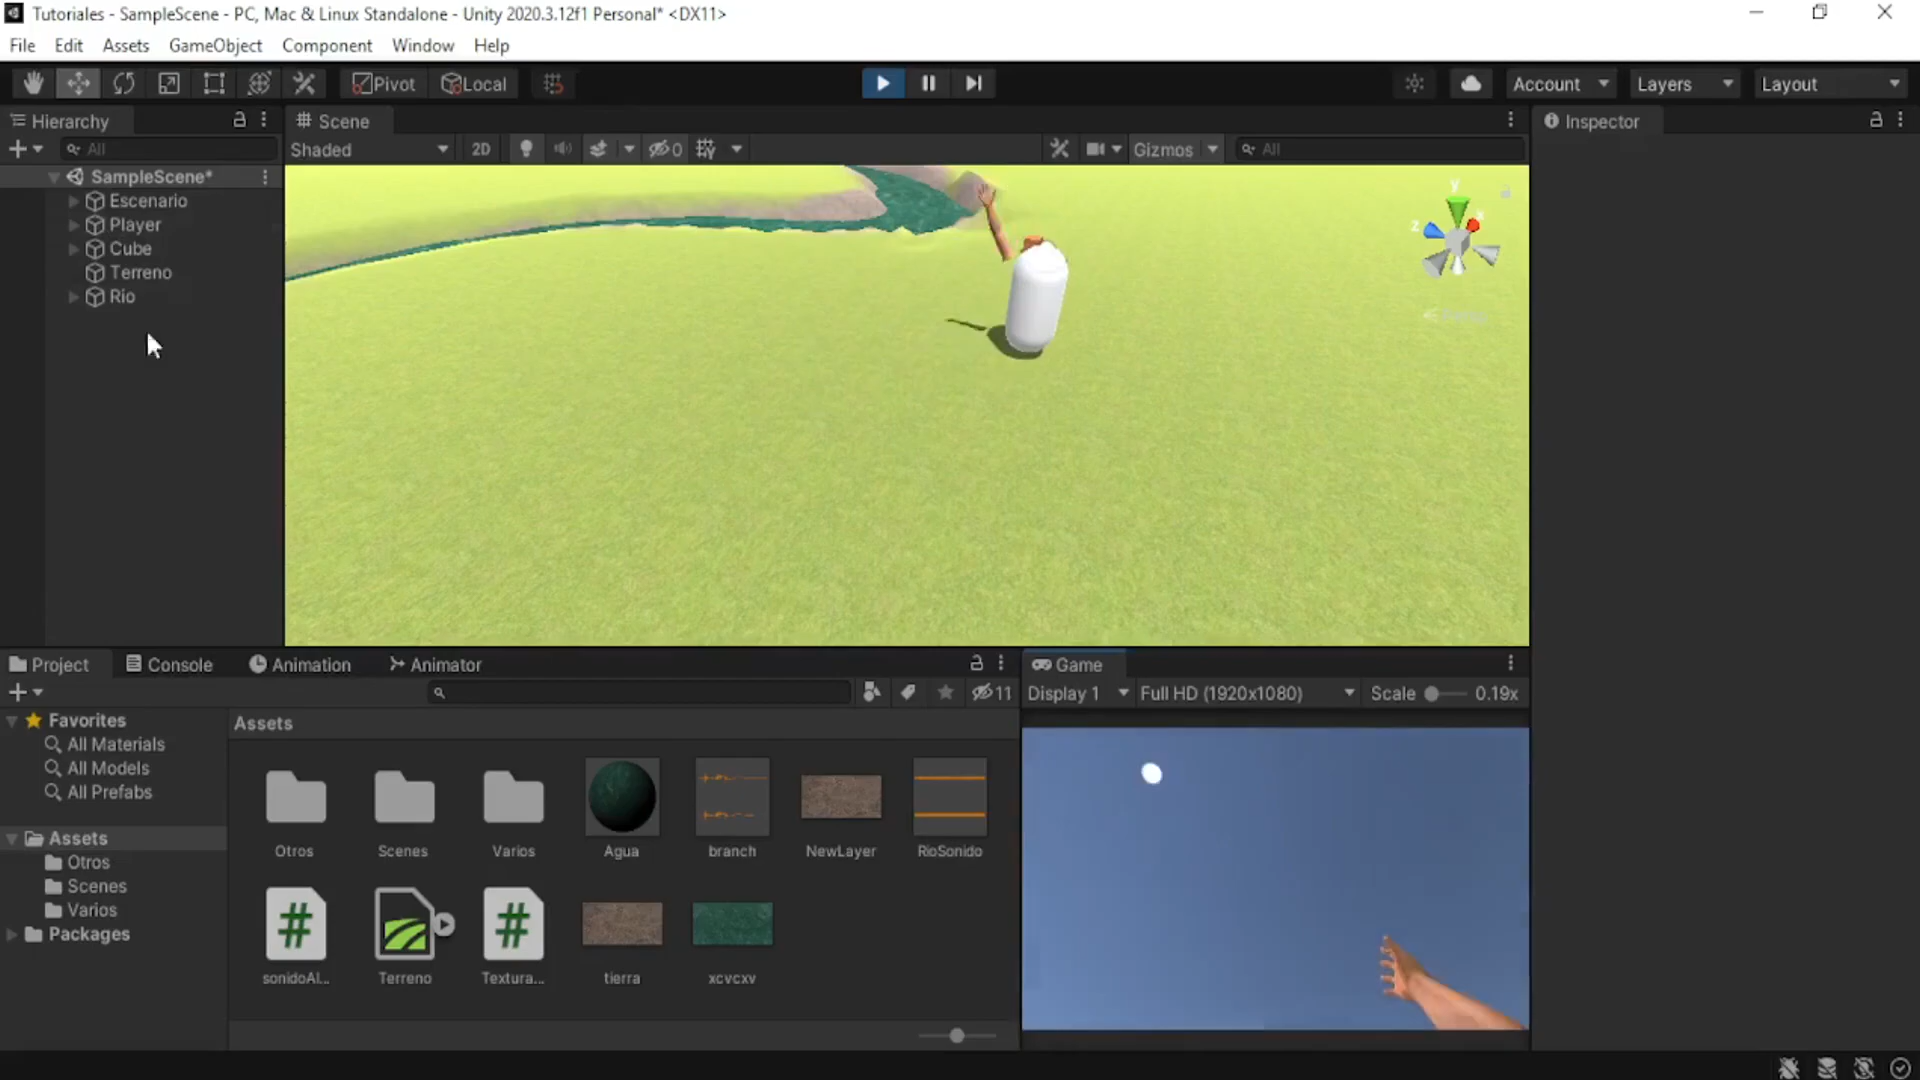 Tutoriales - SampleScene - PC, Mac & Linux Standalone - Unity 2020.3.12f1 Personal* <DX11>
File Edit Assets GameObject Component Window Help
Pivot Local Account Layers Layout
Hierarchy
Scene
Inspector
All
Shaded 2D 0 Gizmos All
SampleScene*
Escenario
Player
Cube
Terreno
Rio
y
z
Project Console Animation Animator
Game
11
Display 1 Full HD (1920x1080) Scale 0.19x
Favorites
All Materials
All Models
All Prefabs
Assets
Otros
Scenes
Varios
Packages
Assets
Otros Scenes Varios Agua branch NewLayer RioSonido
sonidoAl... Terreno Textura... tierra xcvcxv